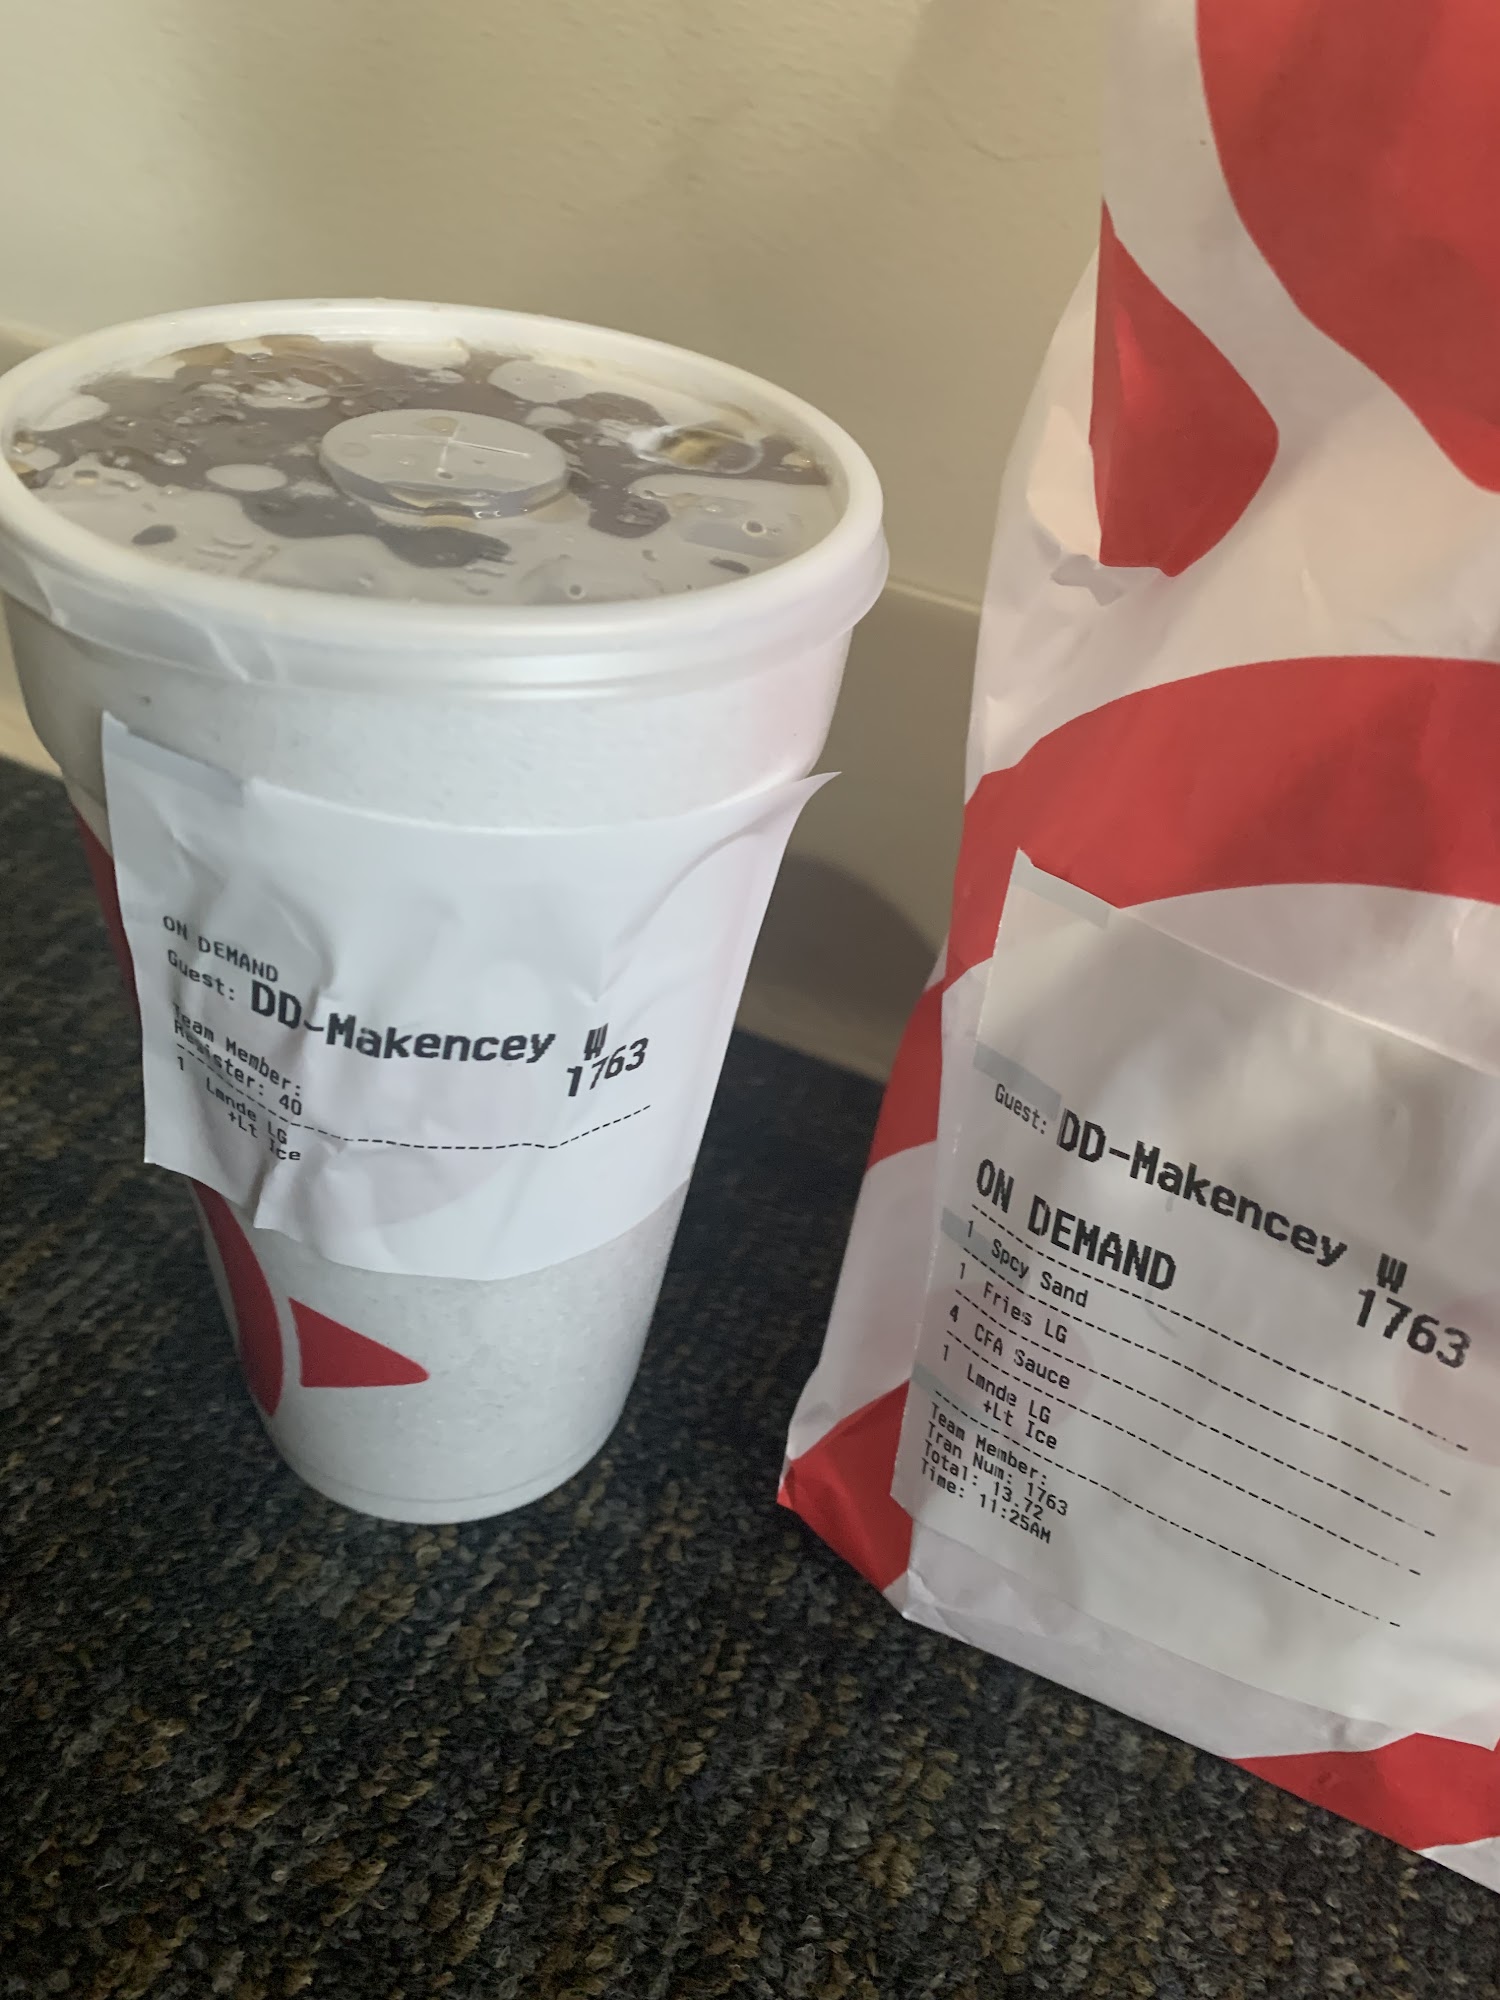 ON DEMAND
Guest: DD-Makencey W
1763
Team Member:
Register: 40
1 Lmnde LG
+Lt Ice
Guest: DD-Makencey W
1763
ON DEMAND
1 Spcy Sand
1 Fries LG
4 CFA Sauce
1 Lmnde LG
+Lt Ice
Team Member:
Tran Num: 1763
Total: 13.72
Time: 11:25AM